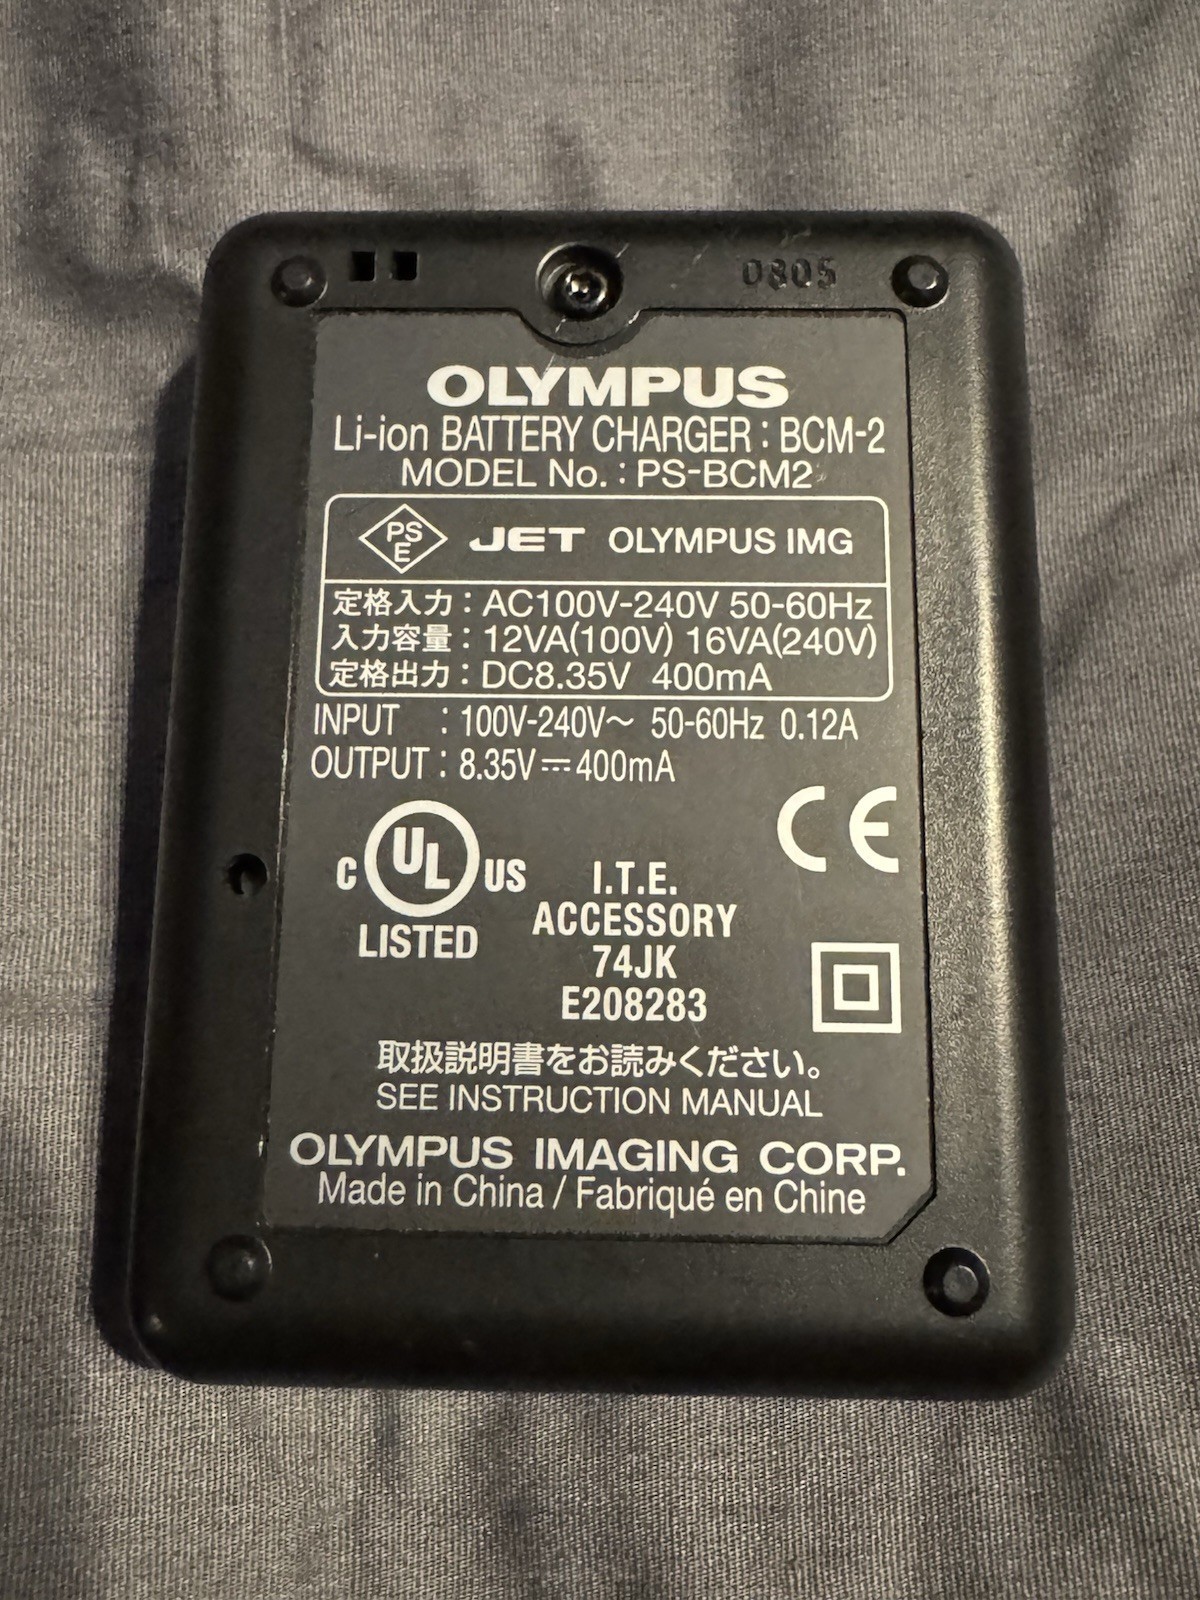 0805
OLYMPUS
Li-ion BATTERY CHARGER : BCM-2
MODEL No. : PS-BCM2
PSE JET OLYMPUS IMG
定格入力 : AC100V-240V 50-60Hz
入力容量 : 12VA(100V) 16VA(240V)
定格出力 : DC8.35V 400mA
INPUT : 100V-240V～ 50-60Hz 0.12A
OUTPUT : 8.35V⎓400mA
CE
C UL US
LISTED
I.T.E.
ACCESSORY
74JK
E208283
取扱説明書をお読みください。
SEE INSTRUCTION MANUAL
OLYMPUS IMAGING CORP.
Made in China / Fabriqué en Chine